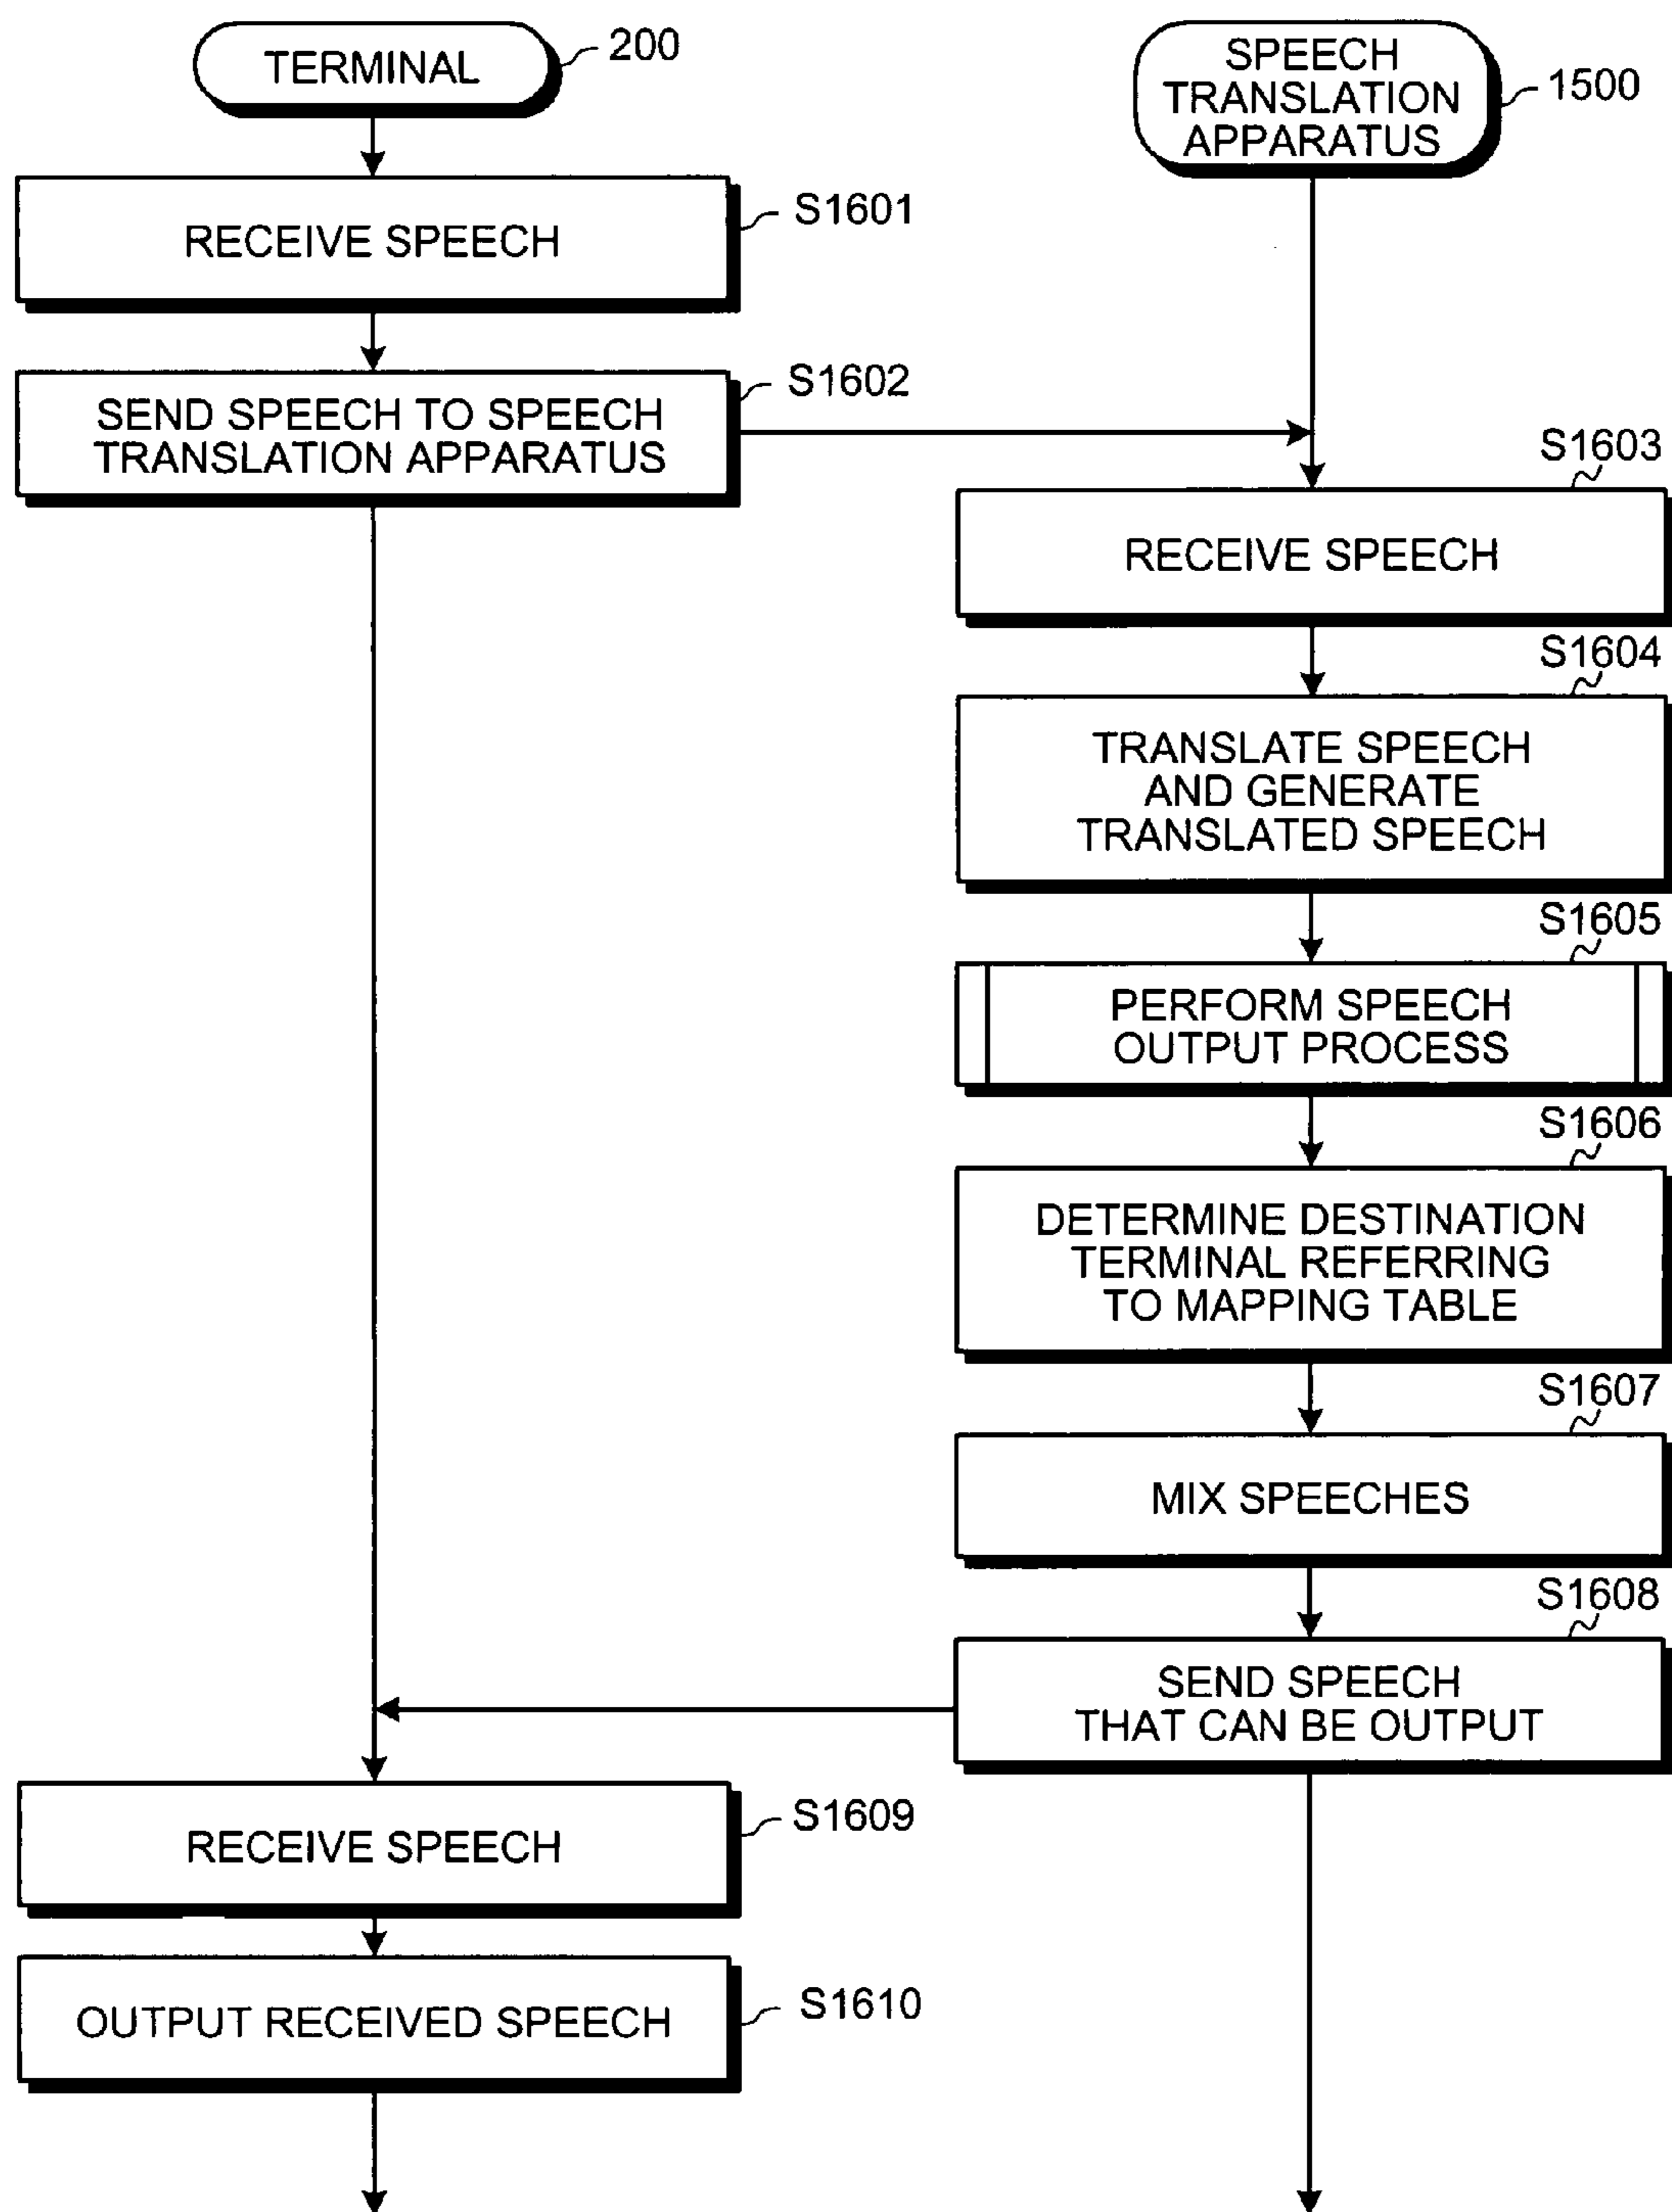 TERMINAL
200
SPEECH
TRANSLATION
APPARATUS
1500
RECEIVE SPEECH
S1601
SEND SPEECH TO SPEECH
TRANSLATION APPARATUS
S1602
S1603
RECEIVE SPEECH
S1604
TRANSLATE SPEECH
AND GENERATE
TRANSLATED SPEECH
S1605
PERFORM SPEECH
OUTPUT PROCESS
S1606
DETERMINE DESTINATION
TERMINAL REFERRING
TO MAPPING TABLE
S1607
MIX SPEECHES
S1608
SEND SPEECH
THAT CAN BE OUTPUT
RECEIVE SPEECH
S1609
OUTPUT RECEIVED SPEECH
S1610